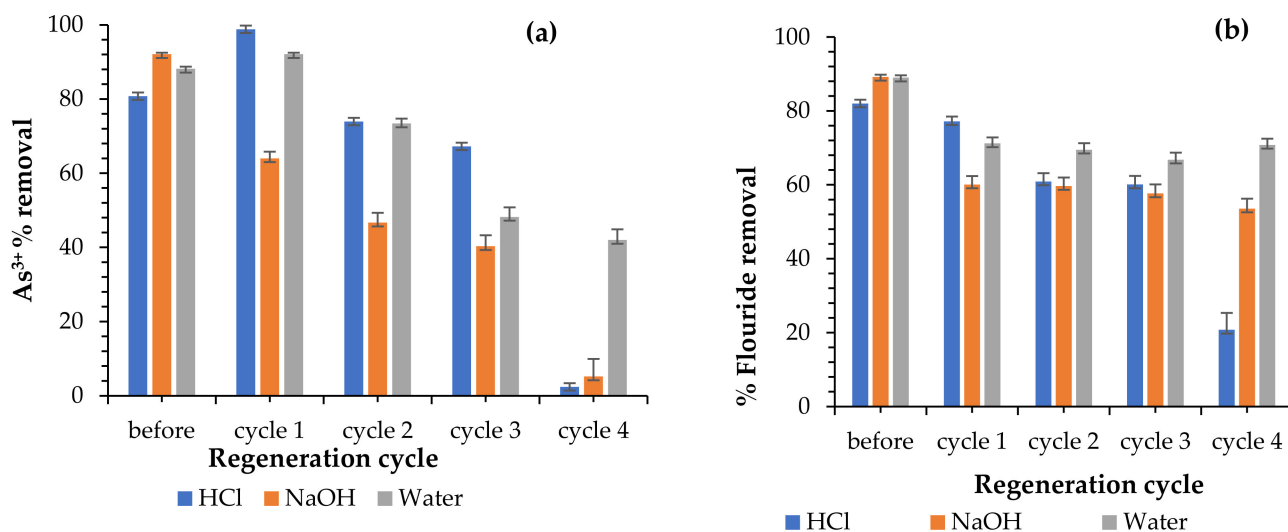 (a)
As³⁺ % removal
100
80
60
40
20
0
before cycle 1 cycle 2 cycle 3 cycle 4
Regeneration cycle
HCl NaOH Water
(b)
% Flouride removal
100
80
60
40
20
0
before cycle 1 cycle 2 cycle 3 cycle 4
Regeneration cycle
HCl NaOH Water